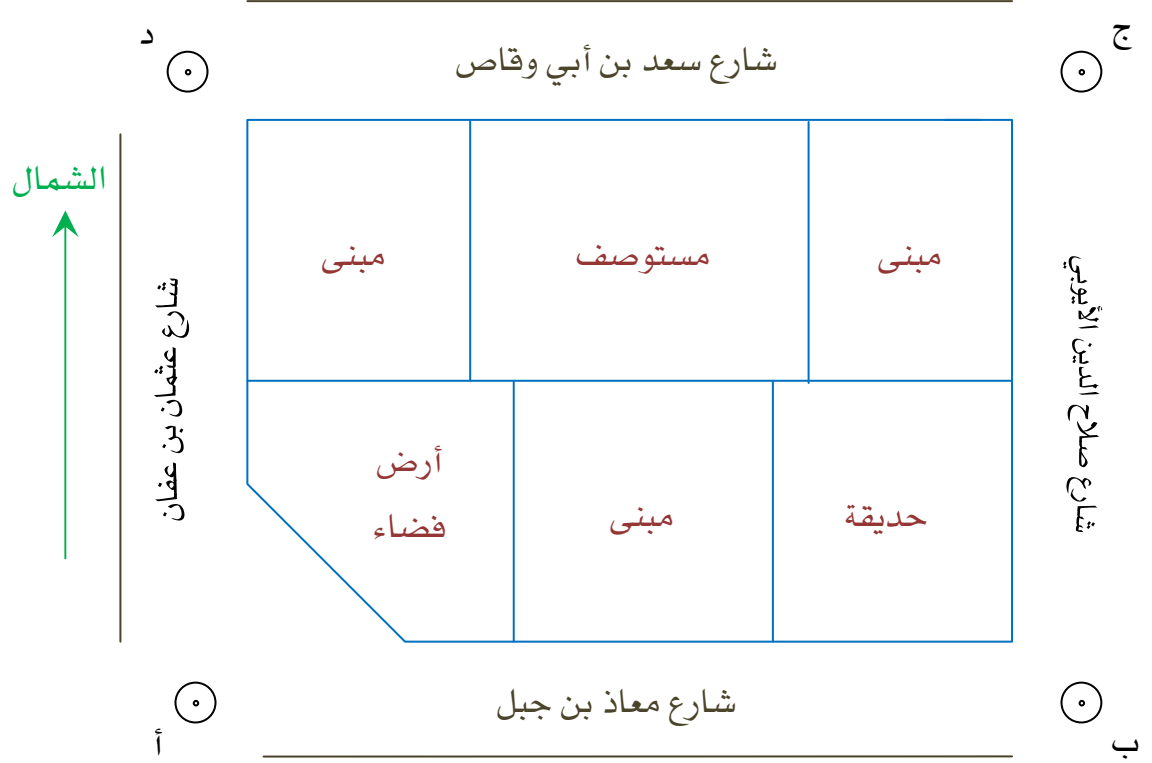 ج
د
شارع سعد بن أبي وقاص
الشمال
مبنى
مستوصف
مبنى
شارع صلاح الدين الأيوبي
شارع عثمان بن عفان
حديقة
مبنى
أرض
فضاء
شارع معاذ بن جبل
ب
أ